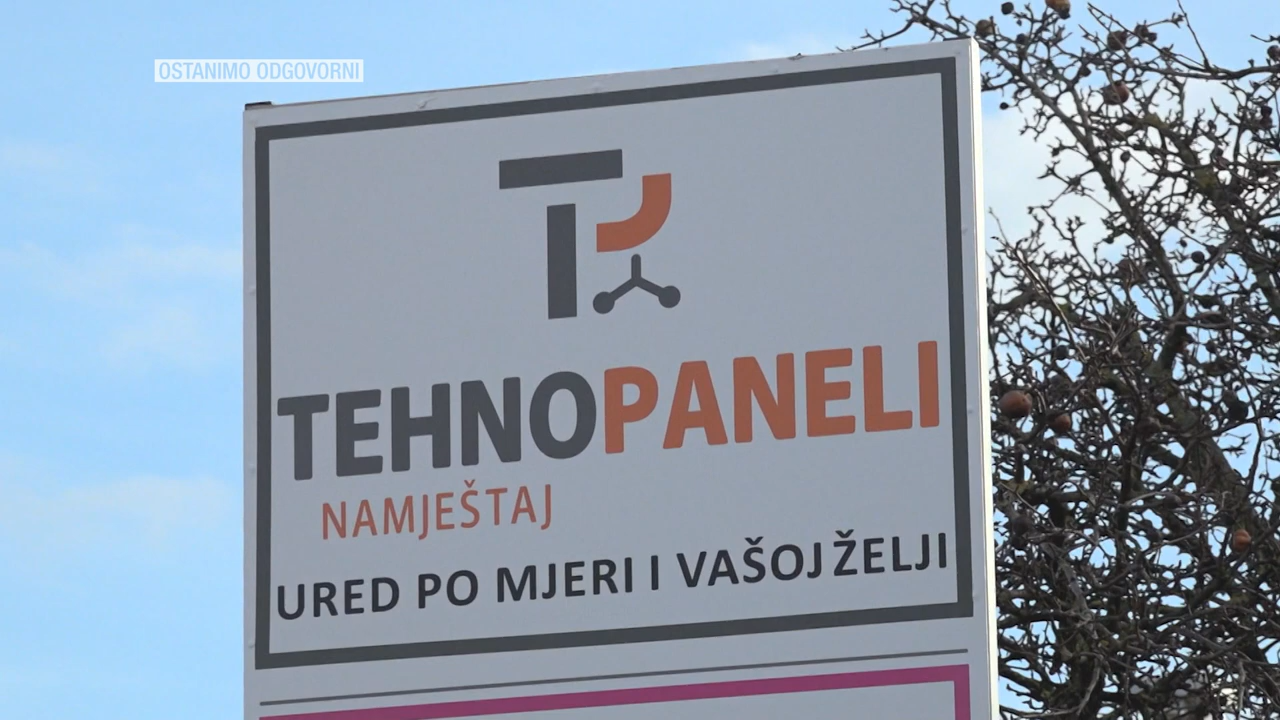 OSTANIMO ODGOVORNI
TEHNOPANELI
NAMJEŠTAJ
URED PO MJERI I VAŠOJ ŽELJI